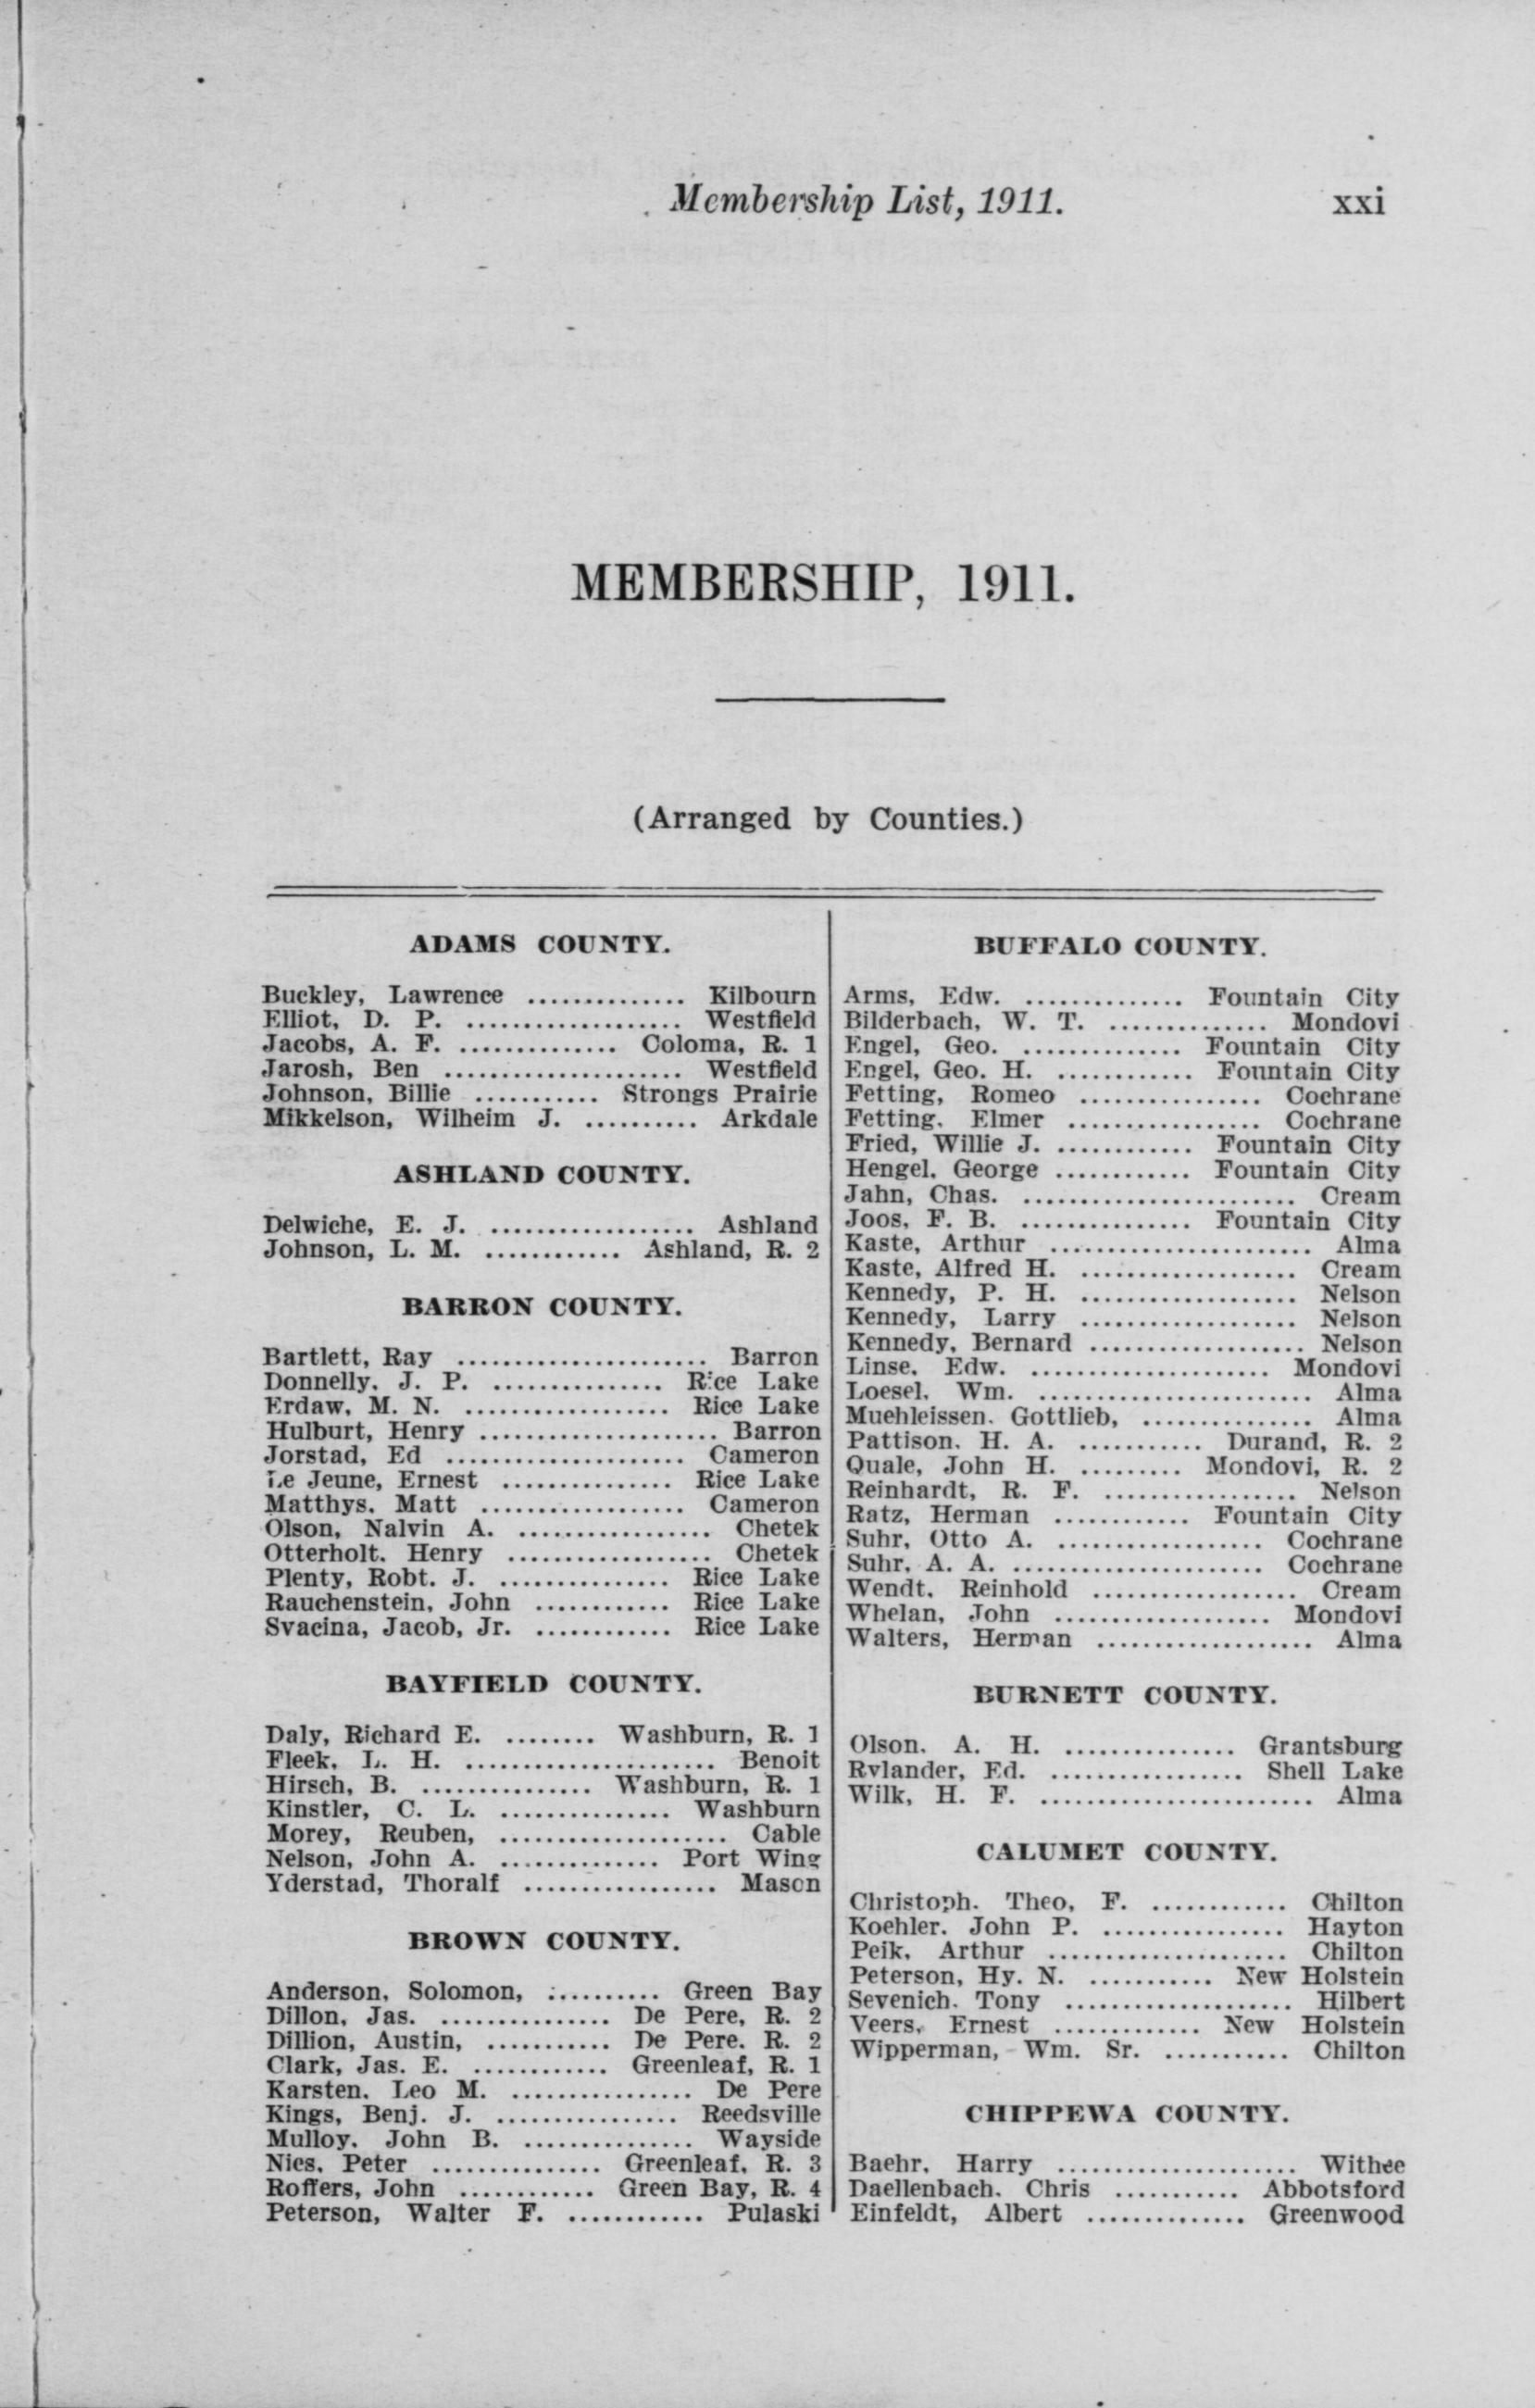 Membership List, 1911. xxi
MEMBERSHIP, 1911.
(Arranged by Counties.)
ADAMS COUNTY.
Buckley, Lawrence .............. Kilbourn
Elliot, D. P. ................... Westfield
Jacobs, A. F. .............. Coloma, R. 1
Jarosh, Ben ..................... Westfield
Johnson, Billie ........... Strongs Prairie
Mikkelson, Wilheim J. .......... Arkdale
ASHLAND COUNTY.
Delwiche, E. J. .................. Ashland
Johnson, L. M. ............ Ashland, R. 2
BARRON COUNTY.
Bartlett, Ray ...................... Barron
Donnelly, J. P. ............... Rice Lake
Erdaw, M. N. .................. Rice Lake
Hulburt, Henry ..................... Barron
Jorstad, Ed ..................... Cameron
Le Jeune, Ernest ............... Rice Lake
Matthys. Matt .................. Cameron
Olson, Nalvin A. ................. Chetek
Otterholt. Henry .................. Chetek
Plenty, Robt. J. ............... Rice Lake
Rauchenstein, John ............ Rice Lake
Svacina, Jacob, Jr. ............ Rice Lake
BAYFIELD COUNTY.
Daly, Richard E. ........ Washburn, R. 1
Fleek, L. H. ...................... Benoit
Hirsch, B. ............... Washburn, R. 1
Kinstler, C. L. ............... Washburn
Morey, Reuben, .................... Cable
Nelson, John A. .............. Port Wing
Yderstad, Thoralf ................. Mason
BROWN COUNTY.
Anderson, Solomon, .......... Green Bay
Dillon, Jas. ............... De Pere, R. 2
Dillion, Austin, ........... De Pere. R. 2
Clark, Jas. E. ............ Greenleaf, R. 1
Karsten, Leo M. ................ De Pere
Kings, Benj. J. ................ Reedsville
Mulloy. John B. ............... Wayside
Nies, Peter ............... Greenleaf, R. 3
Roffers, John ............ Green Bay, R. 4
Peterson, Walter F. ............ Pulaski
BUFFALO COUNTY.
Arms, Edw. .............. Fountain City
Bilderbach, W. T. .............. Mondovi
Engel, Geo. .............. Fountain City
Engel, Geo. H. ............ Fountain City
Fetting, Romeo ................ Cochrane
Fetting. Elmer ................. Cochrane
Fried, Willie J. ............ Fountain City
Hengel, George ............ Fountain City
Jahn, Chas. ........................ Cream
Joos, F. B. ............... Fountain City
Kaste, Arthur ....................... Alma
Kaste, Alfred H. ................... Cream
Kennedy, P. H. ................... Nelson
Kennedy, Larry ................... Nelson
Kennedy, Bernard ................... Nelson
Linse, Edw. ..................... Mondovi
Loesel, Wm. ........................ Alma
Muehleissen. Gottlieb, ............... Alma
Pattison. H. A. ........... Durand, R. 2
Quale, John H. ......... Mondovi, R. 2
Reinhardt, R. F. ................. Nelson
Ratz, Herman ............ Fountain City
Suhr, Otto A. .................. Cochrane
Suhr, A. A. ...................... Cochrane
Wendt. Reinhold .................. Cream
Whelan, John ................... Mondovi
Walters, Herman ................... Alma
BURNETT COUNTY.
Olson. A. H. ............... Grantsburg
Rylander, Ed. ................. Shell Lake
Wilk, H. F. ........................ Alma
CALUMET COUNTY.
Christoph. Theo, F. ............ Chilton
Koehler. John P. ................ Hayton
Peik, Arthur ..................... Chilton
Peterson, Hy. N. ........... New Holstein
Sevenich. Tony .................... Hilbert
Veers, Ernest ............. New Holstein
Wipperman, Wm. Sr. ........... Chilton
CHIPPEWA COUNTY.
Baehr, Harry ..................... Withee
Daellenbach. Chris ........... Abbotsford
Einfeldt, Albert .............. Greenwood